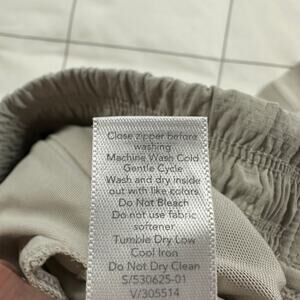 Close zipper before
washing
Machine Wash Cold
Gentle Cycle
Wash and dry inside
out with like colors
Do Not Bleach
Do not use fabric
softener
Tumble Dry Low
Cool Iron
Do Not Dry Clean
S/530625-01
V/305514